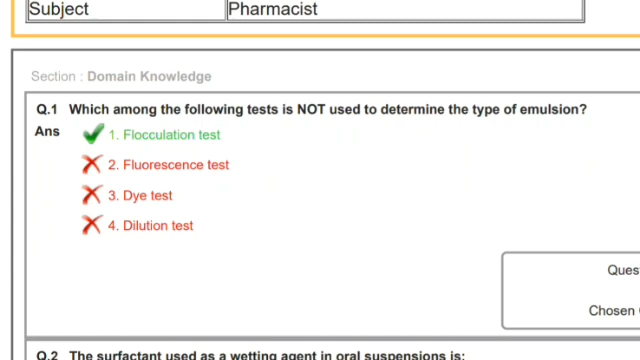 Subject Pharmacist
Section : Domain Knowledge
Q.1 Which among the following tests is NOT used to determine the type of emulsion?
Ans 1. Flocculation test
2. Fluorescence test
3. Dye test
4. Dilution test
Ques
Chosen
Q.2 The surfactant used as a wetting agent in oral suspensions is: